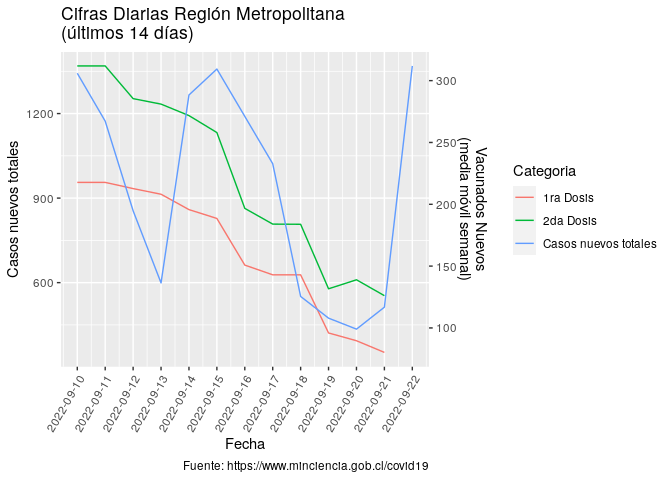 Cifras Diarias Región Metropolitana
(últimos 14 días)
Casos nuevos totales
1200
900
600
300
250
200
150
100
Vacunados Nuevos
(media móvil semanal)
2022-09-10
2022-09-11
2022-09-12
2022-09-13
2022-09-14
2022-09-15
2022-09-16
2022-09-17
2022-09-18
2022-09-19
2022-09-20
2022-09-21
2022-09-22
Fecha
Categoria
1ra Dosis
2da Dosis
Casos nuevos totales
Fuente: https://www.minciencia.gob.cl/covid19